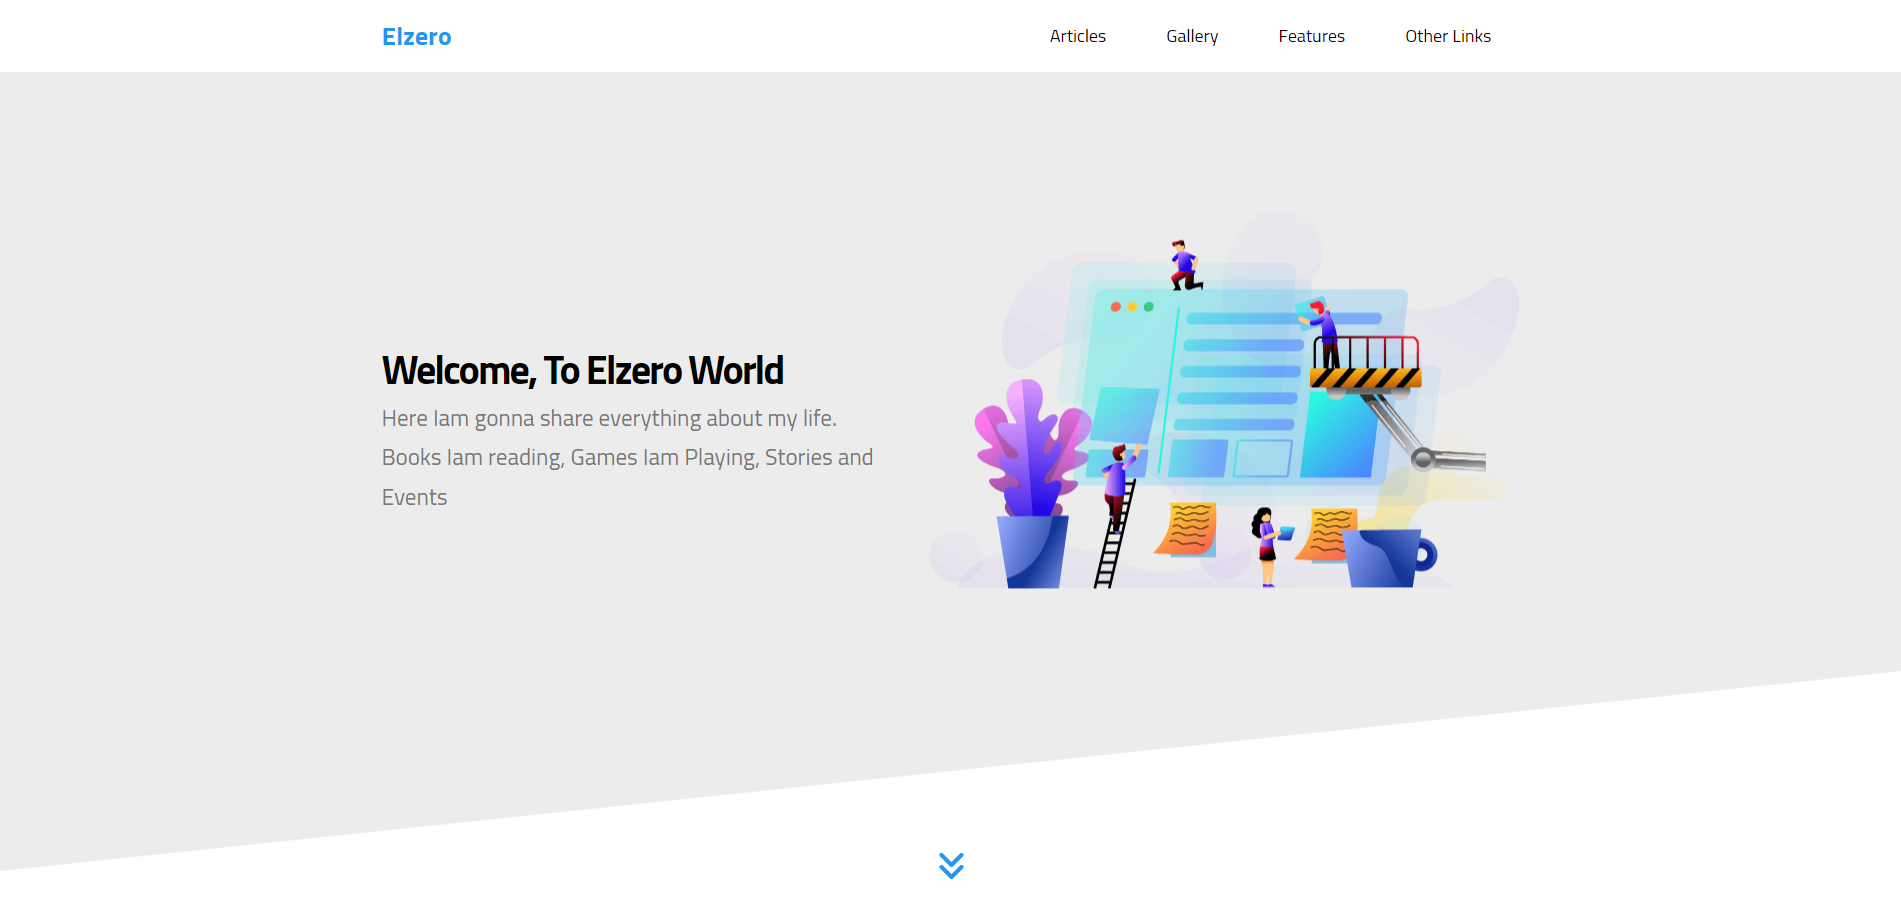 Elzero
Articles
Gallery
Features
Other Links
Welcome, To Elzero World
Here Iam gonna share everything about my life.
Books Iam reading, Games Iam Playing, Stories and
Events